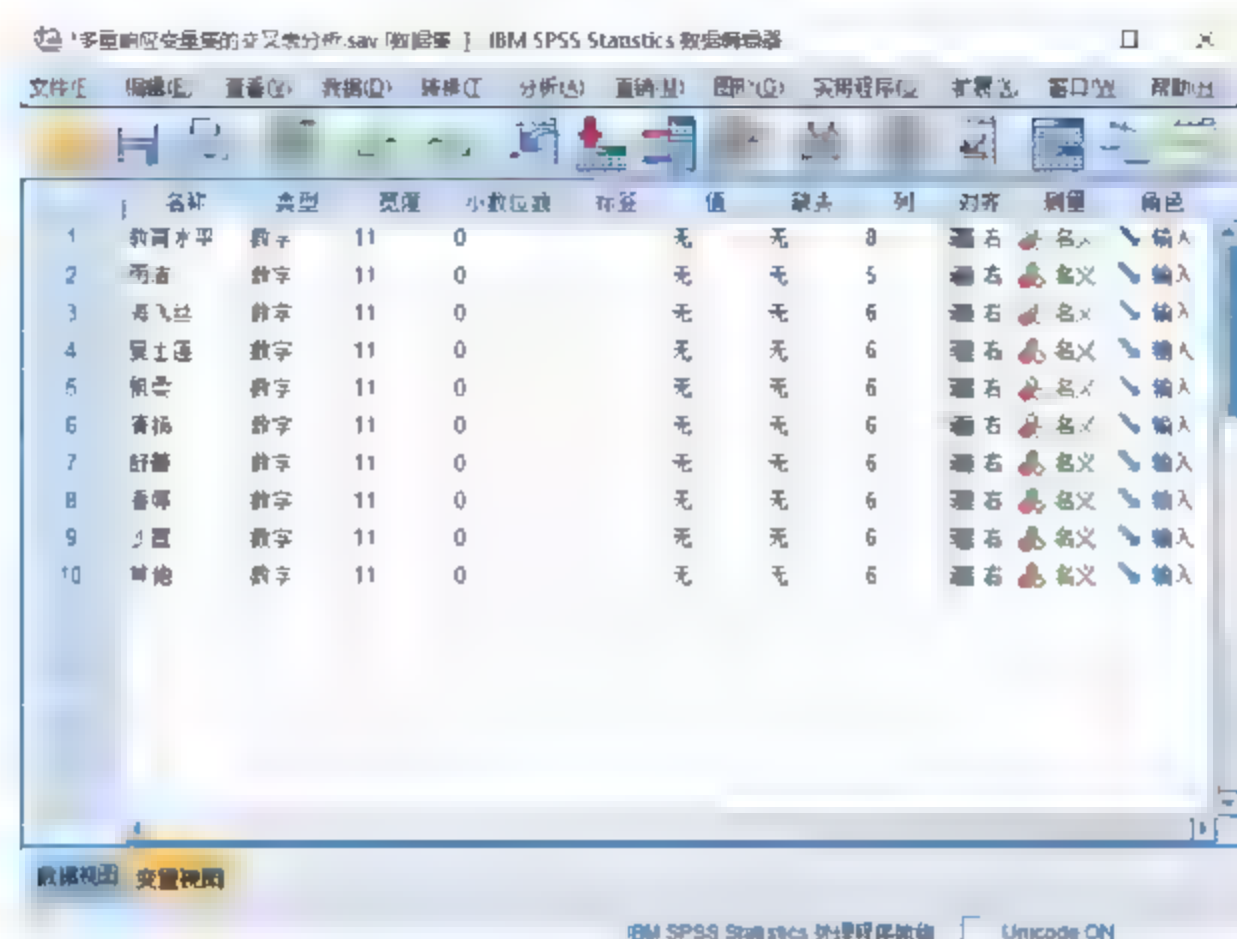 *多重响应变量集的交叉表分析.sav [数据集 ] IBM SPSS Statistics 数据编辑器
文件(F 编辑(E) 查看(V) 数据(D) 转换(T 分析(A) 直销(M) 图形(G) 实用程序(U 扩展(X) 窗口(W 帮助(H
名称 类型 宽度 小数位数 标签 值 缺失 列 对齐 测量 角色
1 教育水平 数字 11 0 无 无 8 右 名义 输入
2 雨洁 数字 11 0 无 无 5 右 名义 输入
3 海飞丝 数字 11 0 无 无 6 右 名义 输入
4 数字 11 0 无 无 6 右 名义 输入
5 数字 11 0 无 无 6 右 名义 输入
6 清扬 数字 11 0 无 无 6 右 名义 输入
7 舒蕾 数字 11 0 无 无 6 右 名义 输入
8 数字 11 0 无 无 6 右 名义 输入
9 数字 11 0 无 无 6 右 名义 输入
10 其他 数字 11 0 无 无 6 右 名义 输入
数据视图 变量视图
IBM SPSS Statistics 处理程序就绪 Unicode ON